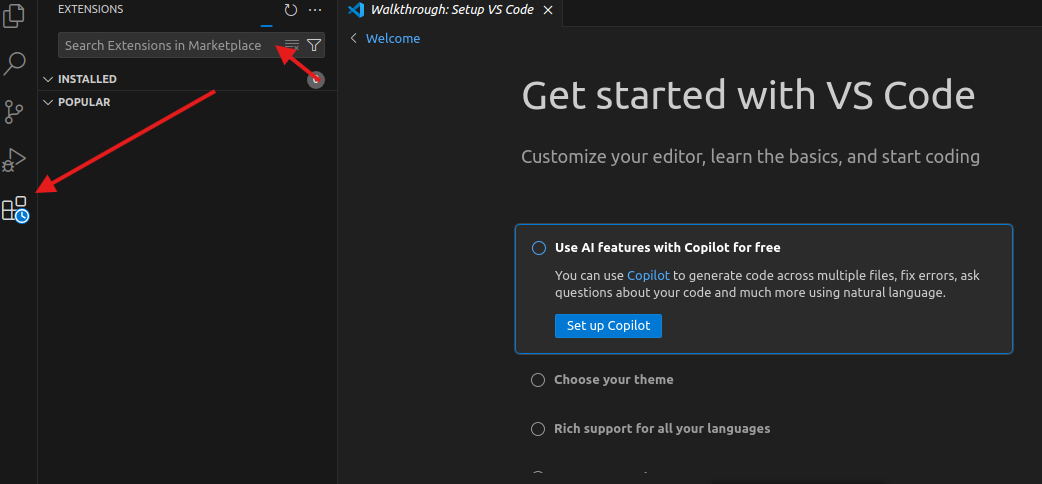 EXTENSIONS
Search Extensions in Marketplace
INSTALLED
POPULAR
Walkthrough: Setup VS Code
Welcome
Get started with VS Code
Customize your editor, learn the basics, and start coding
Use AI features with Copilot for free
You can use Copilot to generate code across multiple files, fix errors, ask
questions about your code and much more using natural language.
Set up Copilot
Choose your theme
Rich support for all your languages